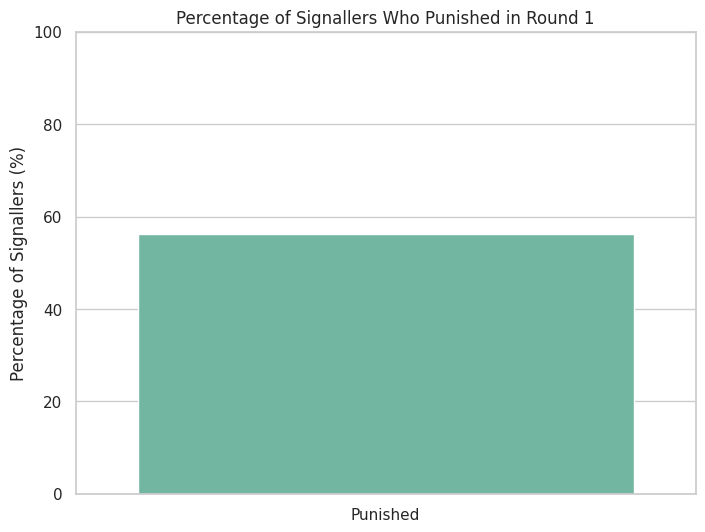 Percentage of Signallers Who Punished in Round 1
Percentage of Signallers (%)
100
80
60
40
20
0
Punished